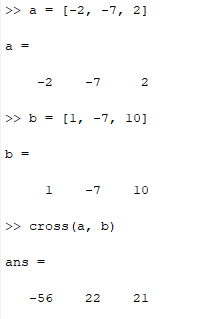 >> a = [-2, -7, 2]
a =
-2 -7 2
>> b = [1, -7, 10]
b =
1 -7 10
>> cross(a, b)
ans =
-56 22 21